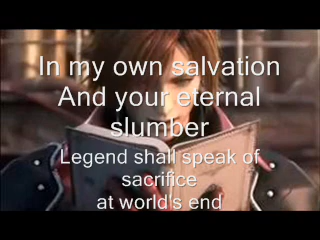 In my own salvation
And your eternal
slumber
Legend shall speak of
sacrifice
at world's end